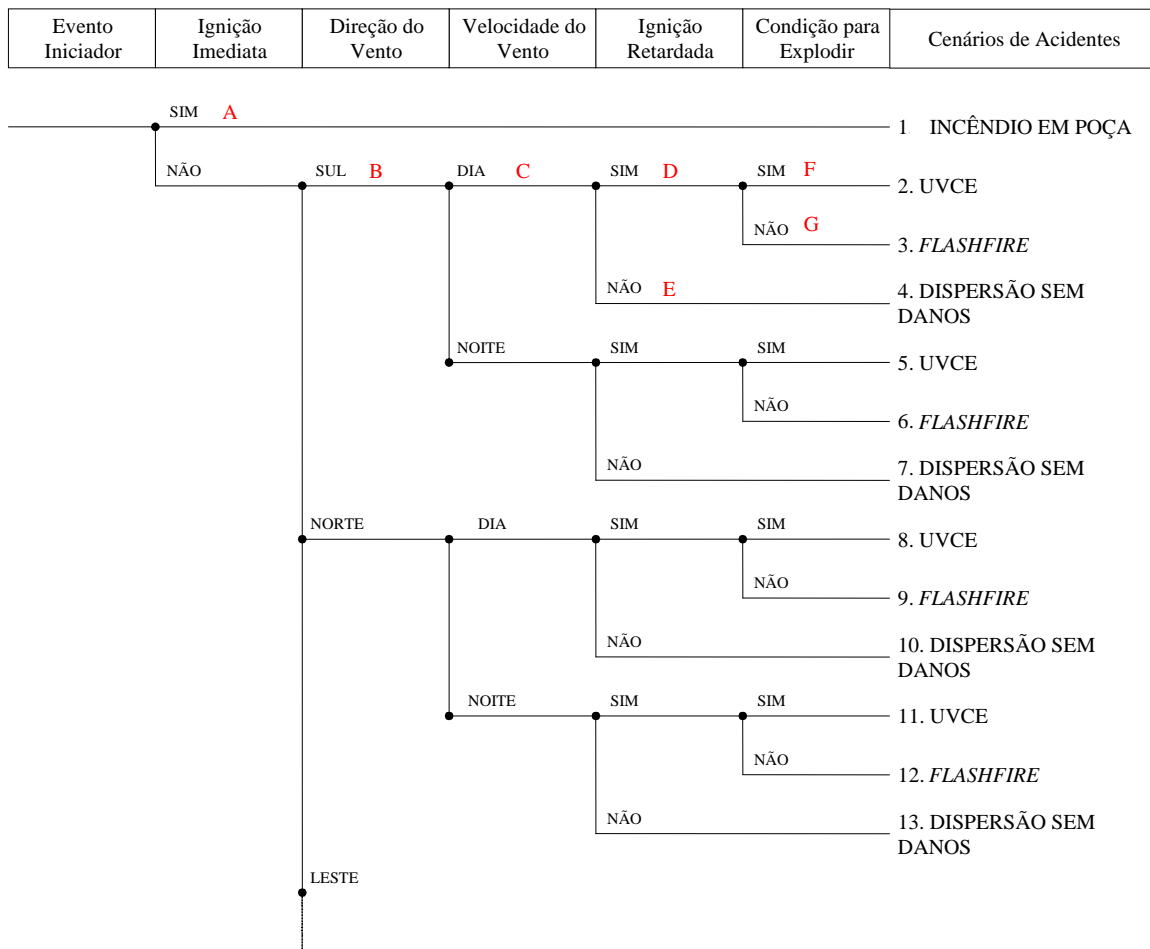 Evento
Iniciador
Ignição
Imediata
Direção do
Vento
Velocidade do
Vento
Ignição
Retardada
Condição para
Explodir
Cenários de Acidentes
SIM A
1 INCÊNDIO EM POÇA
NÃO
SUL B
DIA C
SIM D
SIM F
2. UVCE
NÃO G
3. FLASHFIRE
NÃO E
4. DISPERSÃO SEM
DANOS
NOITE
SIM
SIM
5. UVCE
NÃO
6. FLASHFIRE
NÃO
7. DISPERSÃO SEM
DANOS
NORTE
DIA
SIM
SIM
8. UVCE
NÃO
9. FLASHFIRE
NÃO
10. DISPERSÃO SEM
DANOS
NOITE
SIM
SIM
11. UVCE
NÃO
12. FLASHFIRE
NÃO
13. DISPERSÃO SEM
DANOS
LESTE